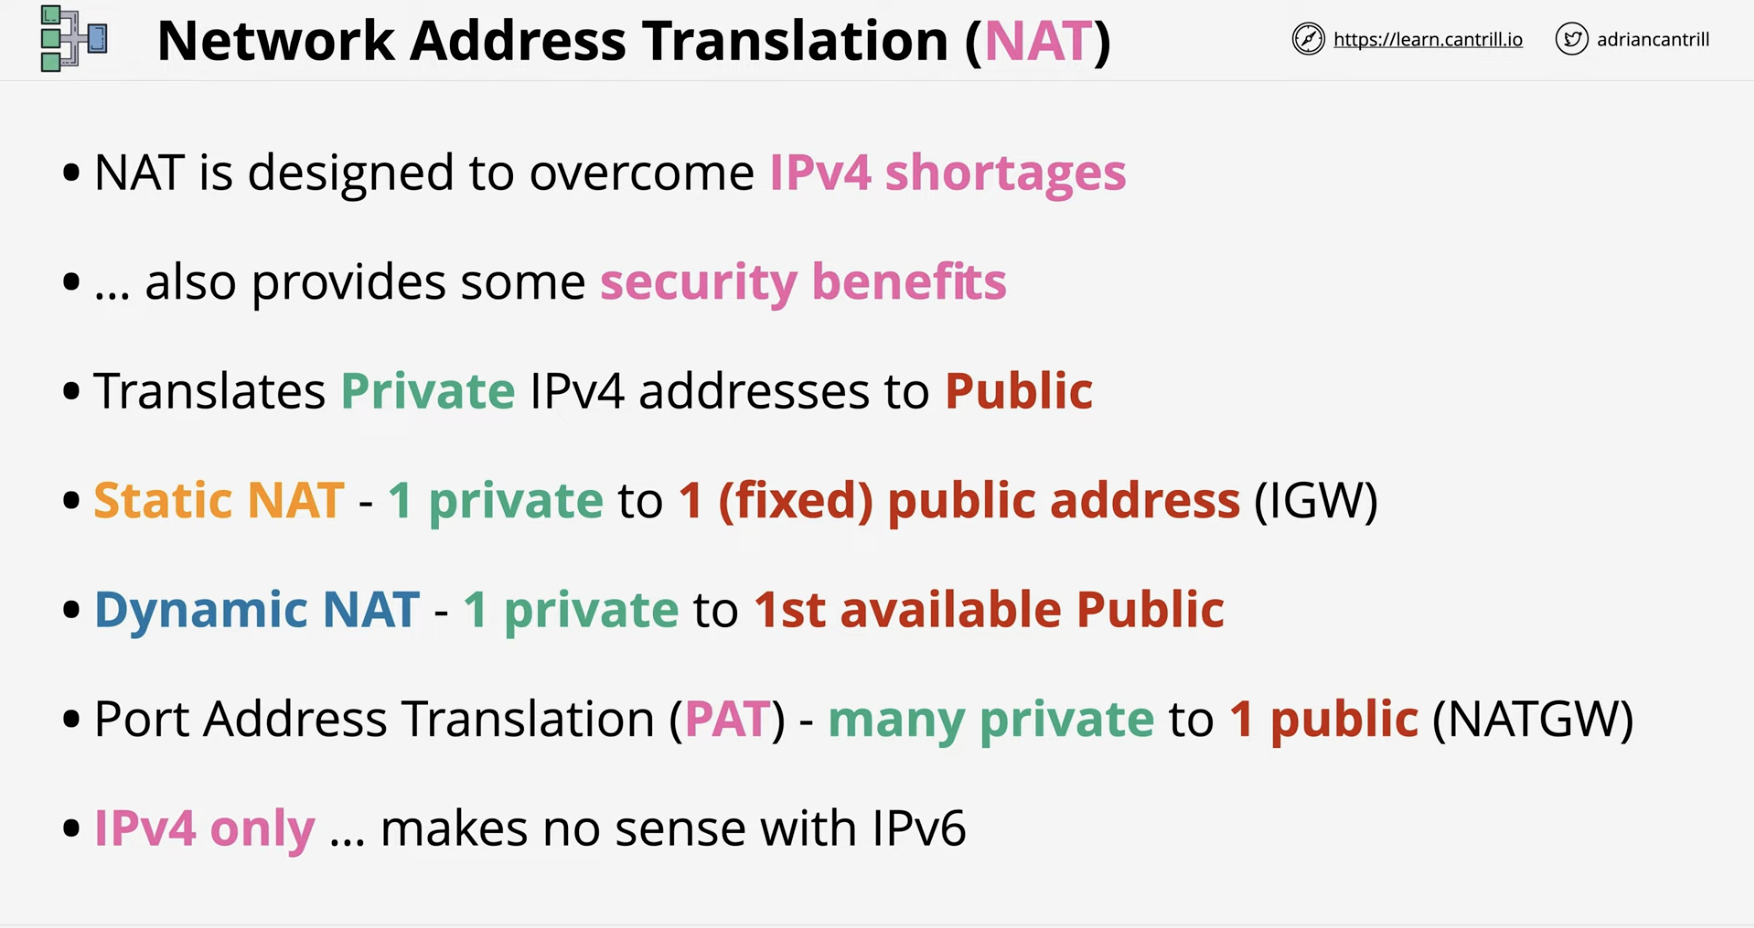 Network Address Translation (NAT)
https://learn.cantrill.io
adriancantrill
• NAT is designed to overcome IPv4 shortages
• ... also provides some security benefits
• Translates Private IPv4 addresses to Public
• Static NAT - 1 private to 1 (fixed) public address (IGW)
• Dynamic NAT - 1 private to 1st available Public
• Port Address Translation (PAT) - many private to 1 public (NATGW)
• IPv4 only ... makes no sense with IPv6